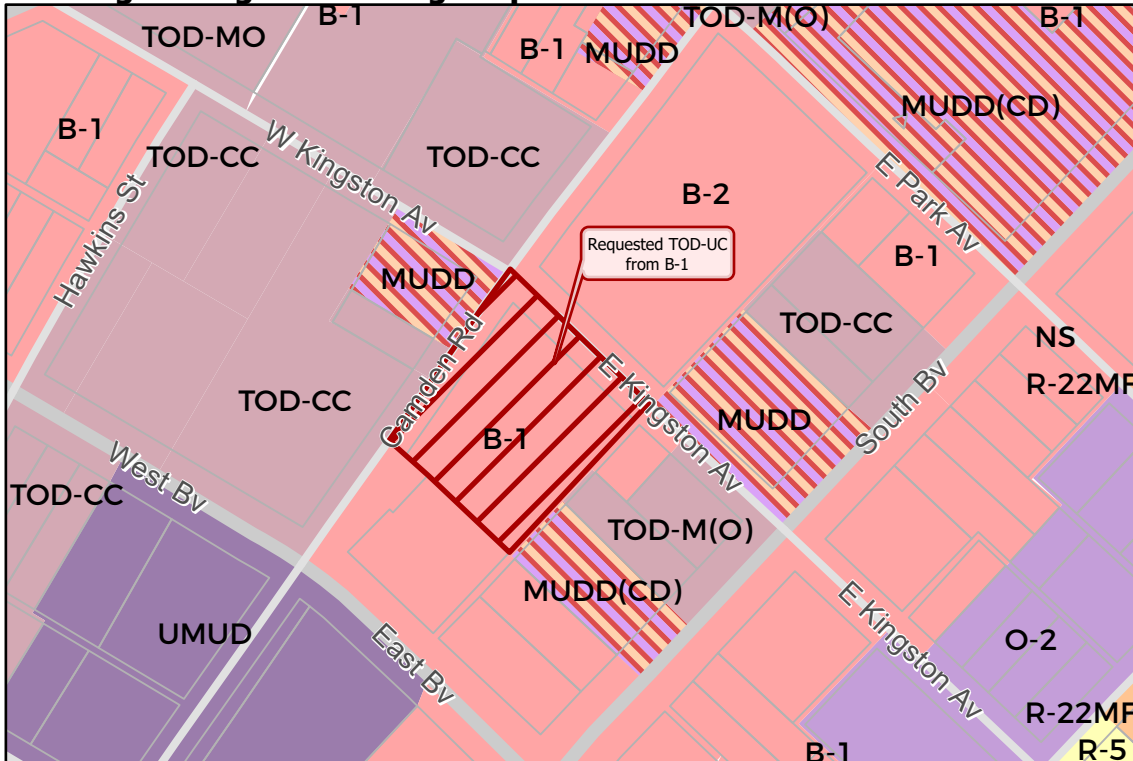 B-1
TOD-M(O)
B-1
TOD-MO
B-1
MUDD
MUDD(CD)
B-1
TOD-CC
W Kingston Av
TOD-CC
E Park Av
Hawkins St
B-2
Requested TOD-UC
from B-1
B-1
MUDD
TOD-CC
NS
Camden Rd
E Kingston Av
R-22MF
TOD-CC
MUDD
South Bv
B-1
West Bv
TOD-CC
TOD-M(O)
MUDD(CD)
UMUD
East Bv
E Kingston Av
O-2
R-22MF
B-1
R-5